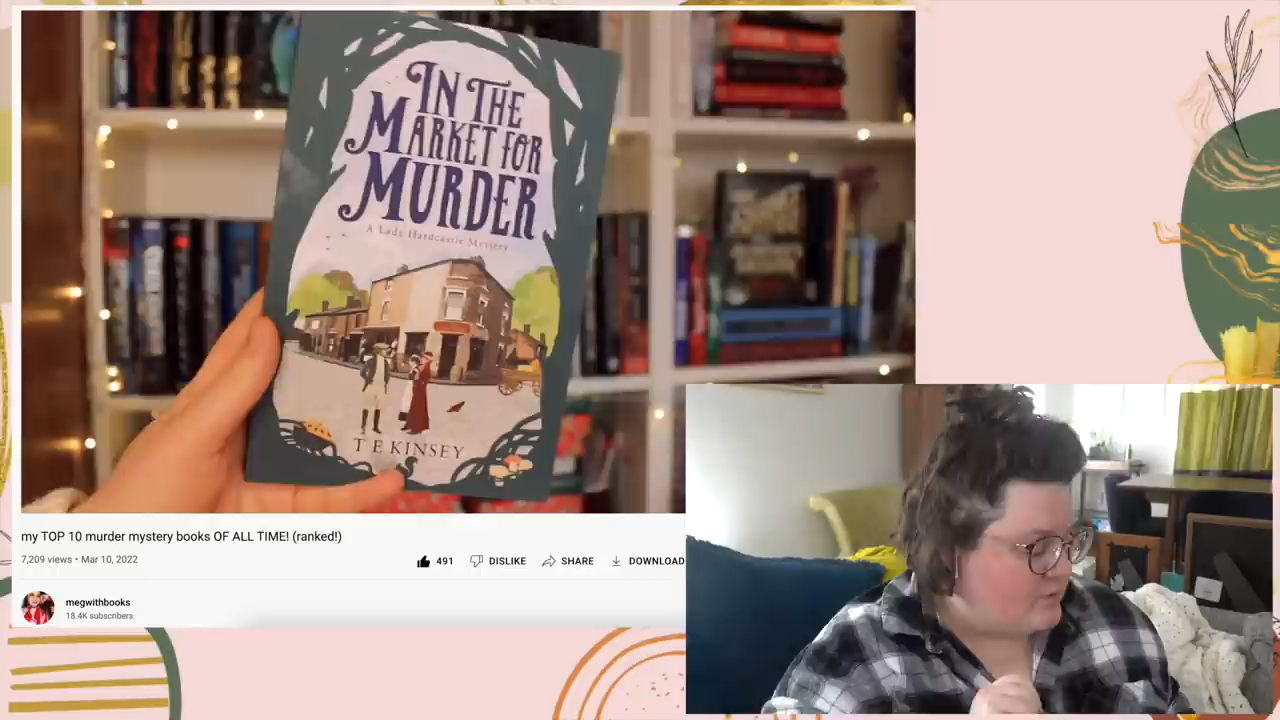 IN THE
MARKET FOR
MURDER
A Lady Hardcastle Mystery
T E KINSEY
my TOP 10 murder mystery books OF ALL TIME! (ranked!)
7,209 views • Mar 10, 2022
491 DISLIKE SHARE DOWNLOAD
megwithbooks
18.4K subscribers